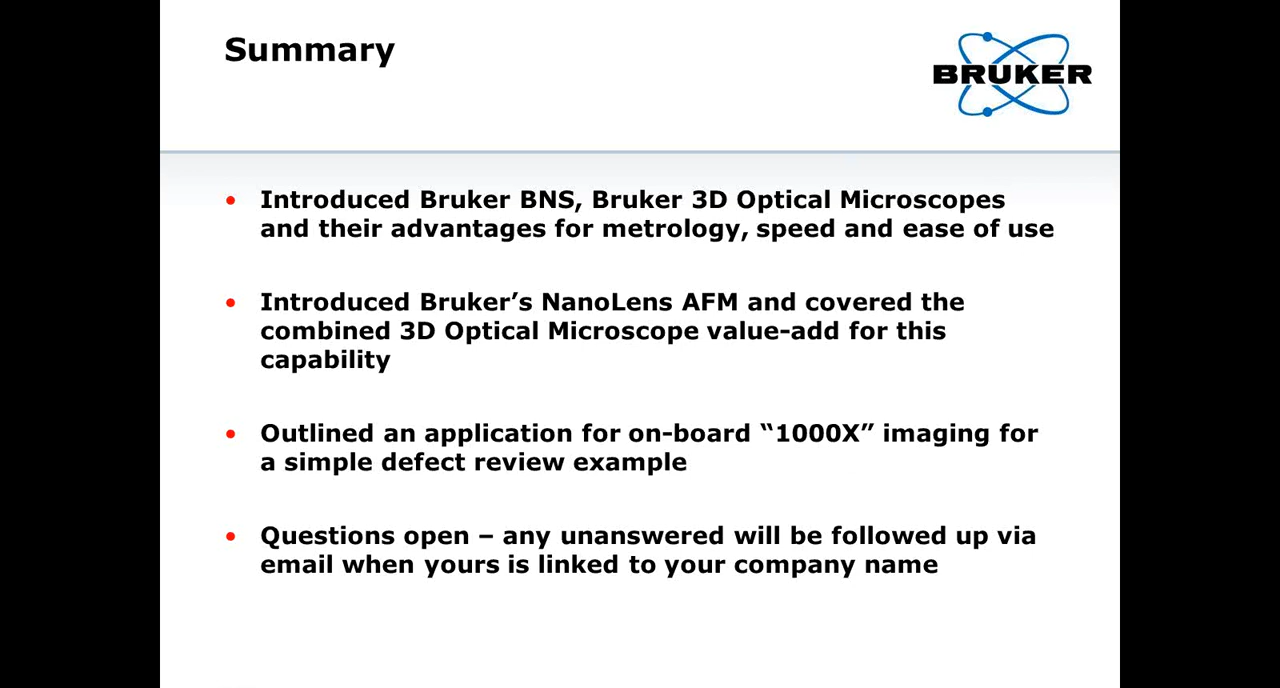 Summary
BRUKER
• Introduced Bruker BNS, Bruker 3D Optical Microscopes
and their advantages for metrology, speed and ease of use
• Introduced Bruker’s NanoLens AFM and covered the
combined 3D Optical Microscope value-add for this
capability
• Outlined an application for on-board “1000X” imaging for
a simple defect review example
• Questions open – any unanswered will be followed up via
email when yours is linked to your company name